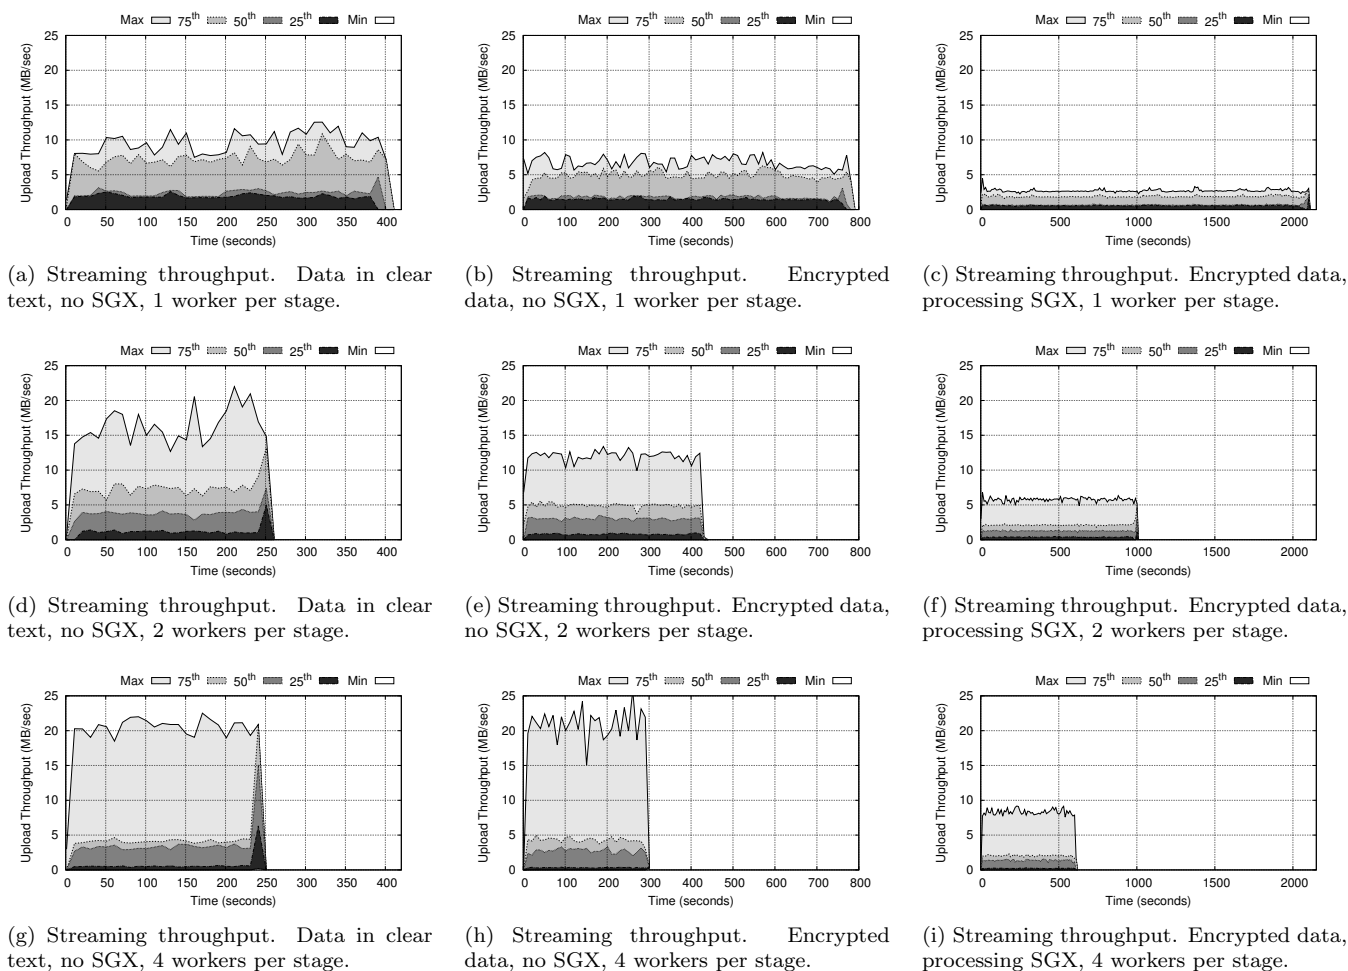 Max 75th 50th 25th Min
25
20
15
10
5
0
Upload Throughput (MB/sec)
0 50 100 150 200 250 300 350 400
Time (seconds)
(a) Streaming throughput. Data in clear
text, no SGX, 1 worker per stage.
Max 75th 50th 25th Min
25
20
15
10
5
0
Upload Throughput (MB/sec)
0 100 200 300 400 500 600 700 800
Time (seconds)
(b) Streaming throughput. Encrypted
data, no SGX, 1 worker per stage.
Max 75th 50th 25th Min
25
20
15
10
5
0
Upload Throughput (MB/sec)
0 500 1000 1500 2000
Time (seconds)
(c) Streaming throughput. Encrypted data,
processing SGX, 1 worker per stage.
Max 75th 50th 25th Min
25
20
15
10
5
0
Upload Throughput (MB/sec)
0 50 100 150 200 250 300 350 400
Time (seconds)
(d) Streaming throughput. Data in clear
text, no SGX, 2 workers per stage.
Max 75th 50th 25th Min
25
20
15
10
5
0
Upload Throughput (MB/sec)
0 100 200 300 400 500 600 700 800
Time (seconds)
(e) Streaming throughput. Encrypted data,
no SGX, 2 workers per stage.
Max 75th 50th 25th Min
25
20
15
10
5
0
Upload Throughput (MB/sec)
0 500 1000 1500 2000
Time (seconds)
(f) Streaming throughput. Encrypted data,
processing SGX, 2 workers per stage.
Max 75th 50th 25th Min
25
20
15
10
5
0
Upload Throughput (MB/sec)
0 50 100 150 200 250 300 350 400
Time (seconds)
(g) Streaming throughput. Data in clear
text, no SGX, 4 workers per stage.
Max 75th 50th 25th Min
25
20
15
10
5
0
Upload Throughput (MB/sec)
0 100 200 300 400 500 600 700 800
Time (seconds)
(h) Streaming throughput. Encrypted
data, no SGX, 4 workers per stage.
Max 75th 50th 25th Min
25
20
15
10
5
0
Upload Throughput (MB/sec)
0 500 1000 1500 2000
Time (seconds)
(i) Streaming throughput. Encrypted data,
processing SGX, 4 workers per stage.